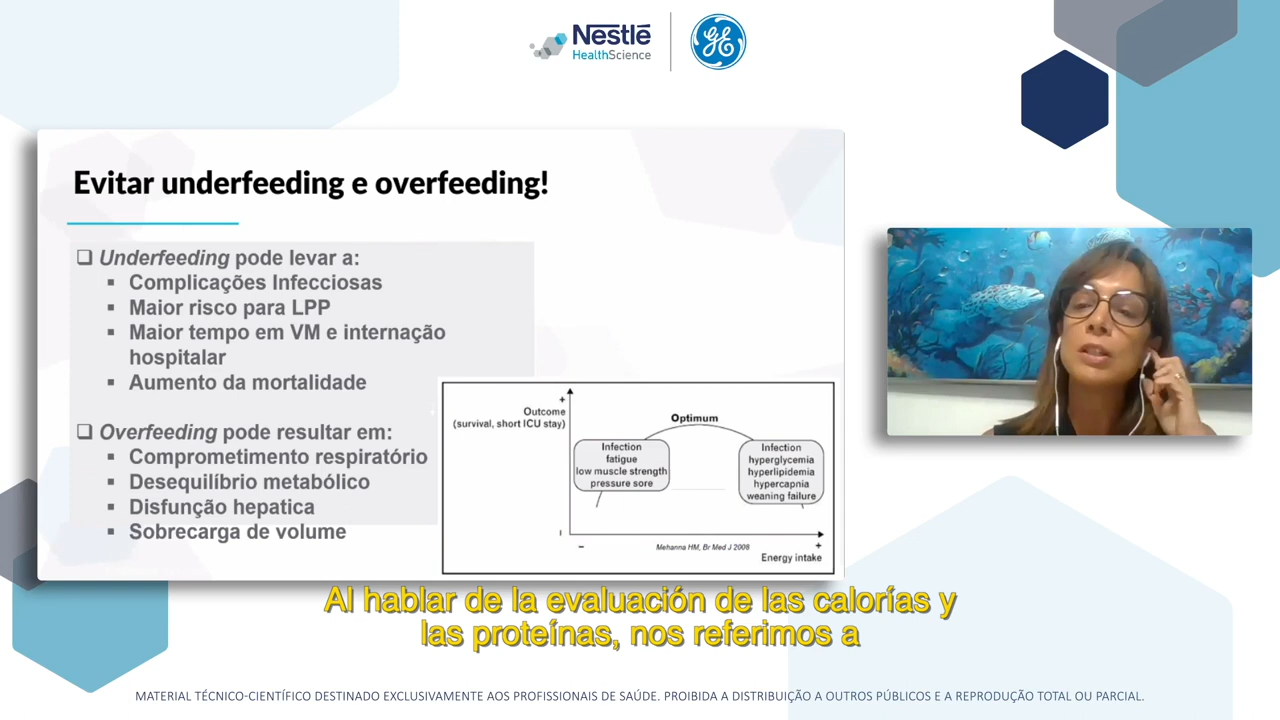 Nestlé
HealthScience
GE
Evitar underfeeding e overfeeding!
❑ Underfeeding pode levar a:
▪ Complicações Infecciosas
▪ Maior risco para LPP
▪ Maior tempo em VM e internação
hospitalar
▪ Aumento da mortalidade
❑ Overfeeding pode resultar em:
▪ Comprometimento respiratório
▪ Desequilíbrio metabólico
▪ Disfunção hepatica
▪ Sobrecarga de volume
+
Outcome
(survival, short ICU stay)
Optimum
Infection
fatigue
low muscle strength
pressure sore
Infection
hyperglycemia
hyperlipidemia
hypercapnia
weaning failure
–
Mehanna HM, Br Med J 2008
+
Energy intake
Al hablar de la evaluación de las calorías y
las proteínas, nos referimos a
MATERIAL TÉCNICO-CIENTÍFICO DESTINADO EXCLUSIVAMENTE AOS PROFISSIONAIS DE SAÚDE. PROIBIDA A DISTRIBUIÇÃO A OUTROS PÚBLICOS E A REPRODUÇÃO TOTAL OU PARCIAL.